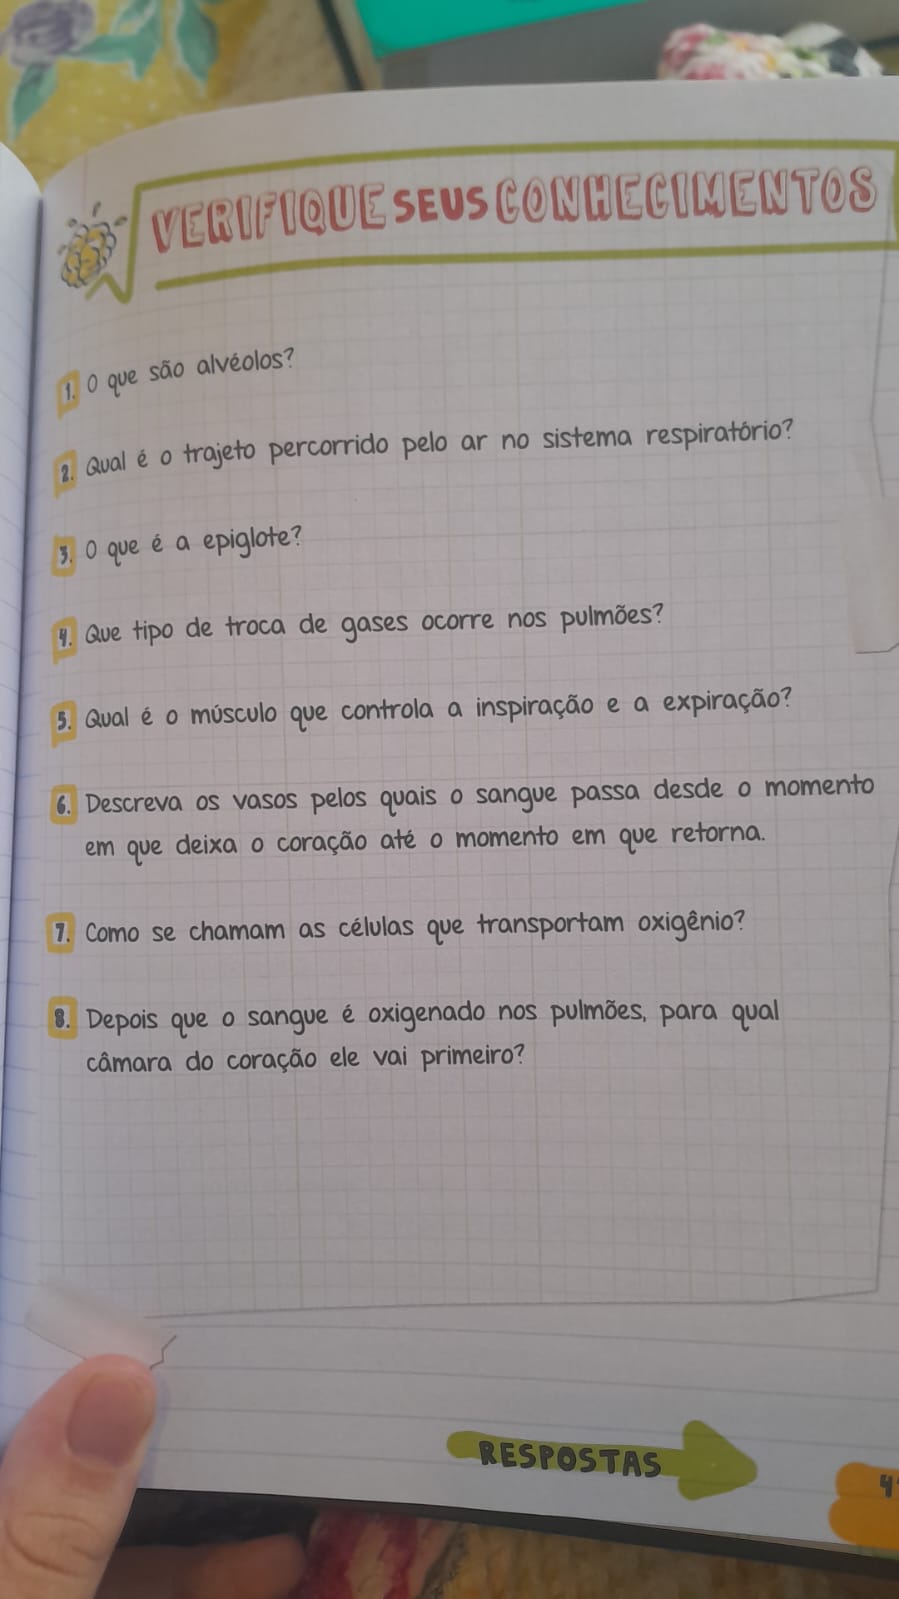 VERIFIQUE SEUS CONHECIMENTOS
1. O que são alvéolos?
2. Qual é o trajeto percorrido pelo ar no sistema respiratório?
3. O que é a epiglote?
4. Que tipo de troca de gases ocorre nos pulmões?
5. Qual é o músculo que controla a inspiração e a expiração?
6. Descreva os vasos pelos quais o sangue passa desde o momento
em que deixa o coração até o momento em que retorna.
7. Como se chamam as células que transportam oxigênio?
8. Depois que o sangue é oxigenado nos pulmões, para qual
câmara do coração ele vai primeiro?
RESPOSTAS